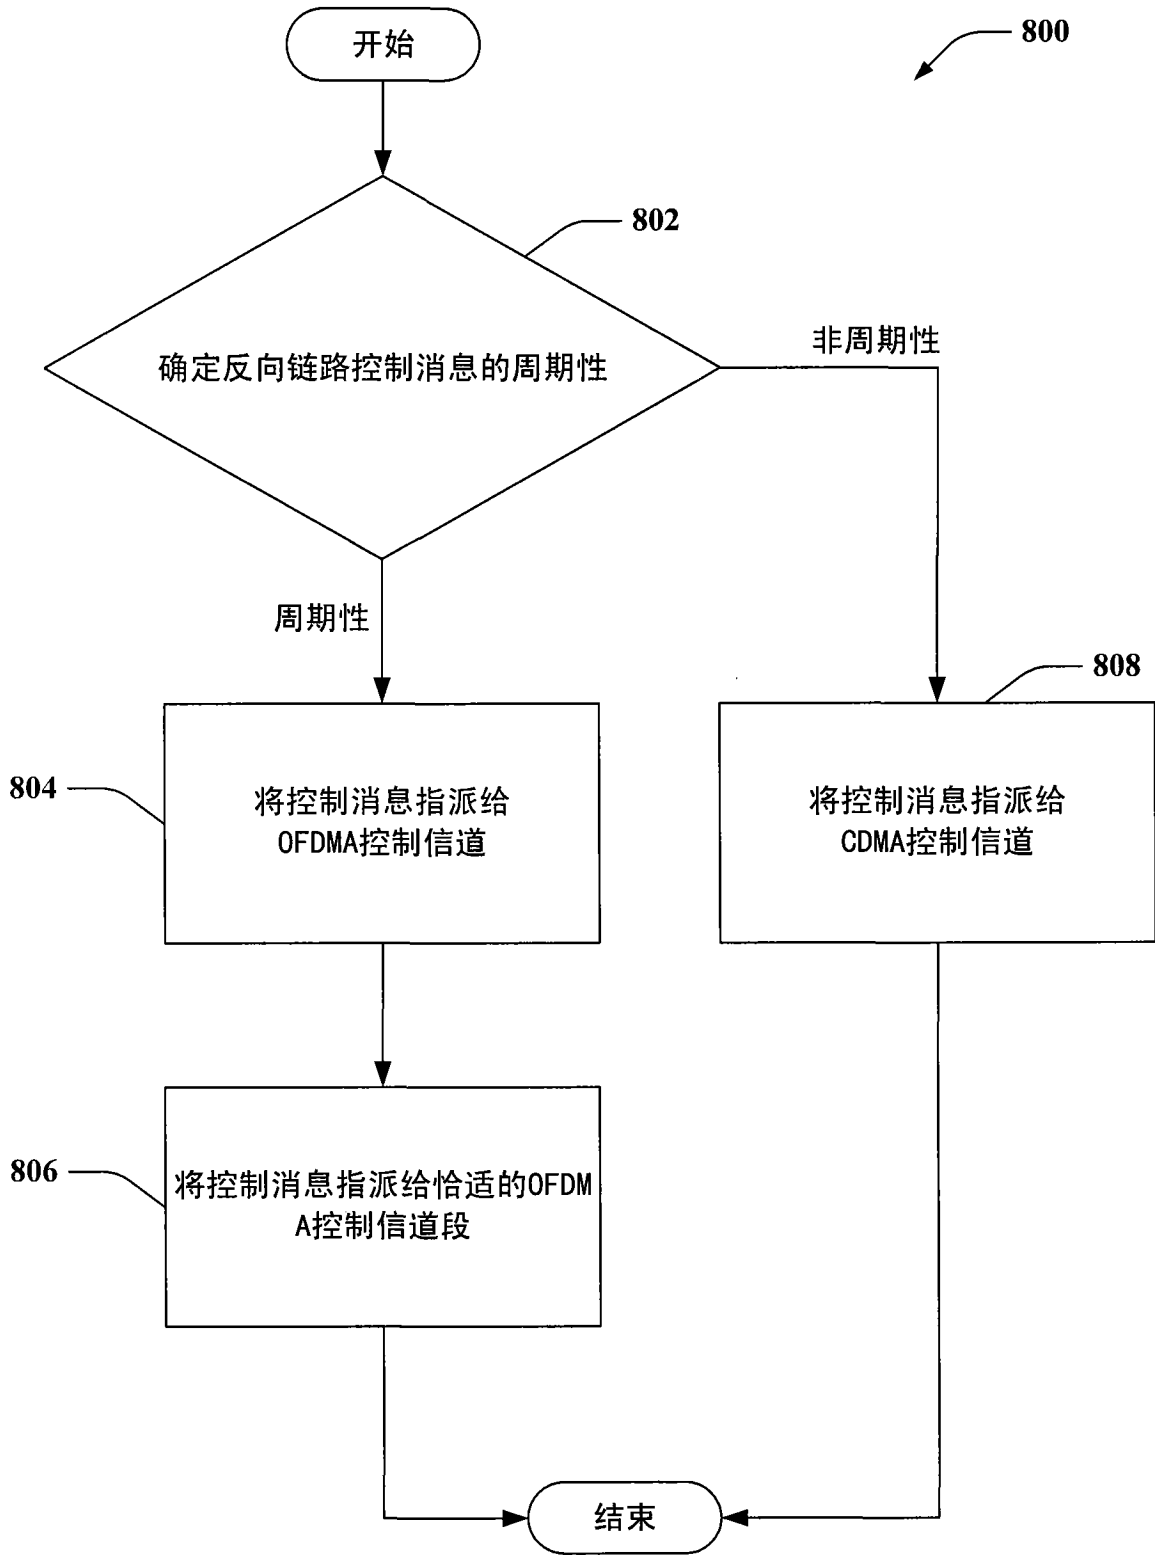 开始
800
802
确定反向链路控制消息的周期性
非周期性
周期性
808
804
将控制消息指派给
OFDMA控制信道
将控制消息指派给
CDMA控制信道
806
将控制消息指派给恰适的OFDM
A控制信道段
结束